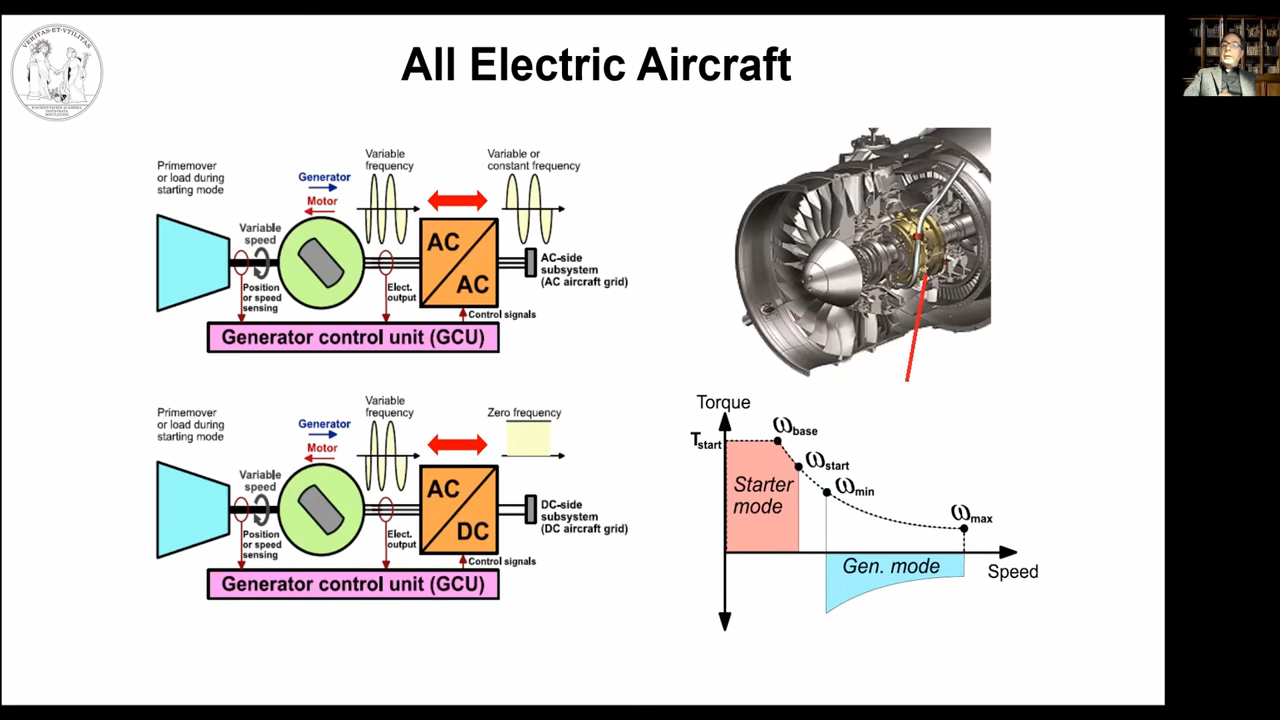 VERITAS·ET·VTILITAS
All Electric Aircraft
Primemover
or load during
starting mode
Variable
speed
Position
or speed
sensing
Generator
Motor
Variable
frequency
Variable or
constant frequency
AC
AC
Elect.
output
Control signals
AC-side
subsystem
(AC aircraft grid)
Generator control unit (GCU)
Primemover
or load during
starting mode
Variable
speed
Position
or speed
sensing
Generator
Motor
Variable
frequency
Zero frequency
AC
DC
Elect.
output
Control signals
DC-side
subsystem
(DC aircraft grid)
Generator control unit (GCU)
Torque
Tstart
ωbase
ωstart
ωmin
ωmax
Starter
mode
Gen. mode
Speed